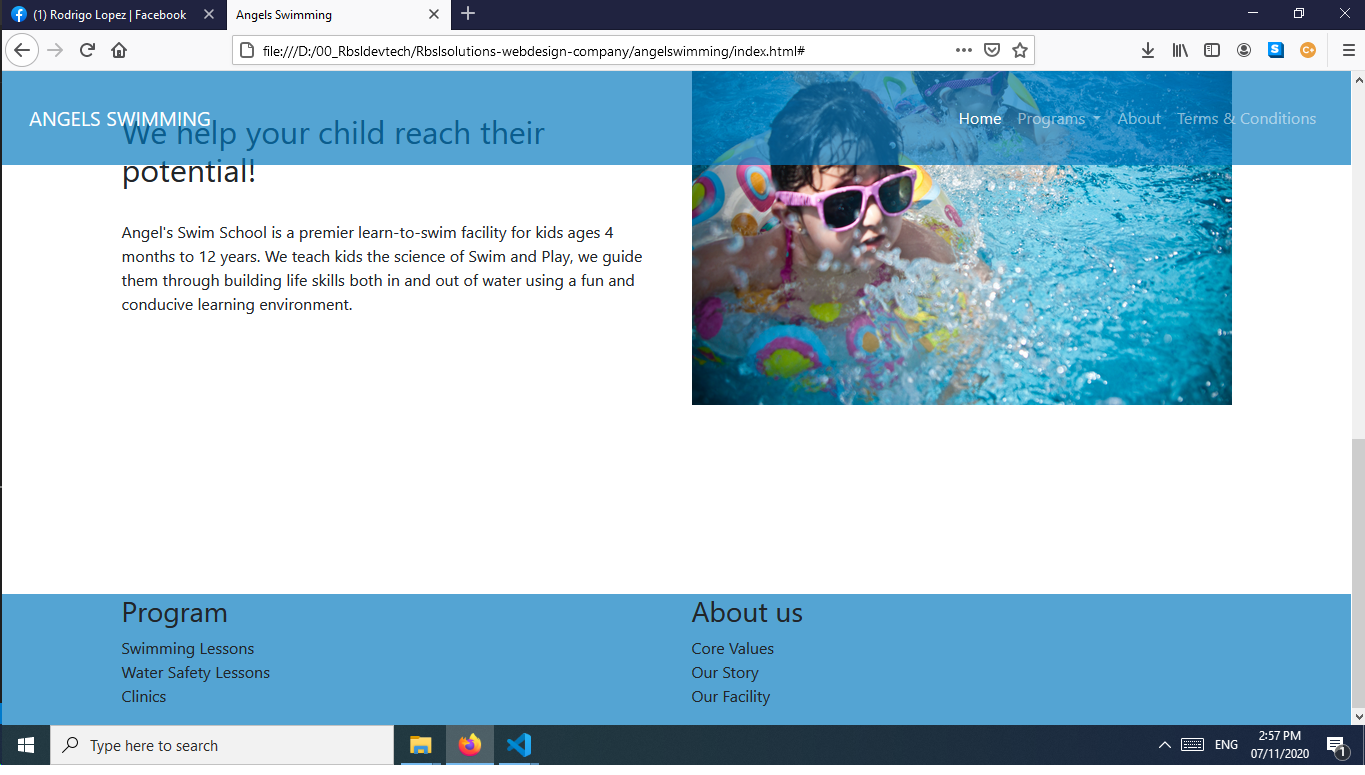 (1) Rodrigo Lopez | Facebook
Angels Swimming
file:///D:/00_Rbsldevtech/Rbslsolutions-webdesign-company/angelswimming/index.html#
ANGELS SWIMMING
Home Programs About Terms & Conditions
We help your child reach their
potential!
Angel's Swim School is a premier learn-to-swim facility for kids ages 4
months to 12 years. We teach kids the science of Swim and Play, we guide
them through building life skills both in and out of water using a fun and
conducive learning environment.
Program
Swimming Lessons
Water Safety Lessons
Clinics
About us
Core Values
Our Story
Our Facility
Type here to search
ENG
2:57 PM
07/11/2020
1
S
C+